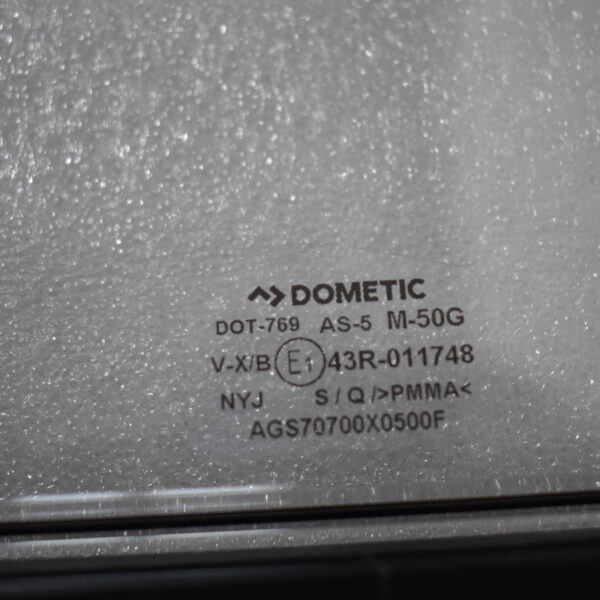 DOMETIC
DOT-769 AS-5 M-50G
V-X/B E1 43R-011748
NYJ S / Q />PMMA<
AGS70700X0500F